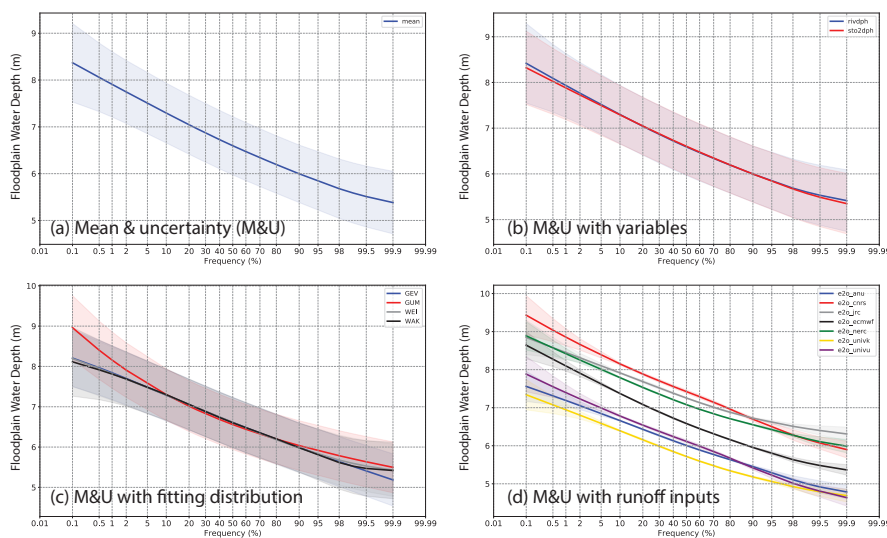 mean
8
7
6
5
Floodplain Water Depth (m)
(a) Mean & uncertainty (M&U)
0.01 0.1 0.5 1 2 5 10 20 30 40 50 60 70 80 90 95 98 99.5 99.9 99.99
Frequency (%)
rivdph
sto2dph
9
8
7
6
5
Floodplain Water Depth (m)
(b) M&U with variables
0.01 0.1 0.5 1 2 5 10 20 30 40 50 60 70 80 90 95 98 99.5 99.9 99.99
Frequency (%)
GEV
GUM
WEI
WAK
10
9
8
7
6
5
Floodplain Water Depth (m)
(c) M&U with fitting distribution
0.01 0.1 0.5 1 2 5 10 20 30 40 50 60 70 80 90 95 98 99.5 99.9 99.99
Frequency (%)
e2o_anu
e2o_cnrs
e2o_jrc
e2o_ecmwf
e2o_nerc
e2o_univk
e2o_univu
10
9
8
7
6
5
Floodplain Water Depth (m)
(d) M&U with runoff inputs
0.01 0.1 0.5 1 2 5 10 20 30 40 50 60 70 80 90 95 98 99.5 99.9 99.99
Frequency (%)